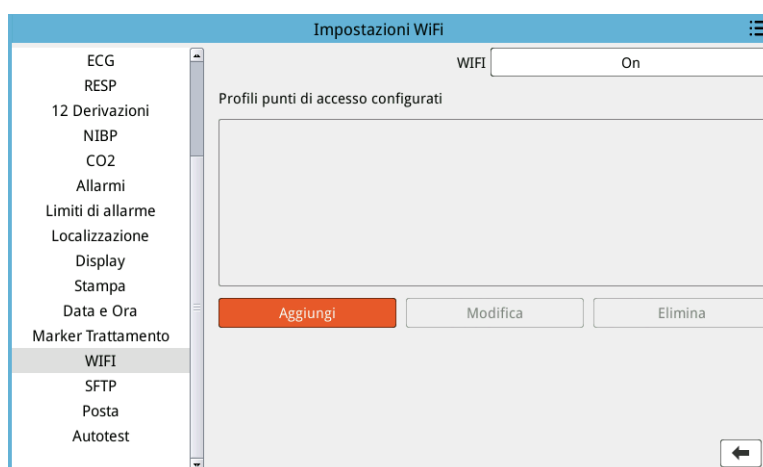 Impostazioni WiFi
ECG
RESP
12 Derivazioni
NIBP
CO2
Allarmi
Limiti di allarme
Localizzazione
Display
Stampa
Data e Ora
Marker Trattamento
WIFI
SFTP
Posta
Autotest
WIFI On
Profili punti di accesso configurati
Aggiungi Modifica Elimina